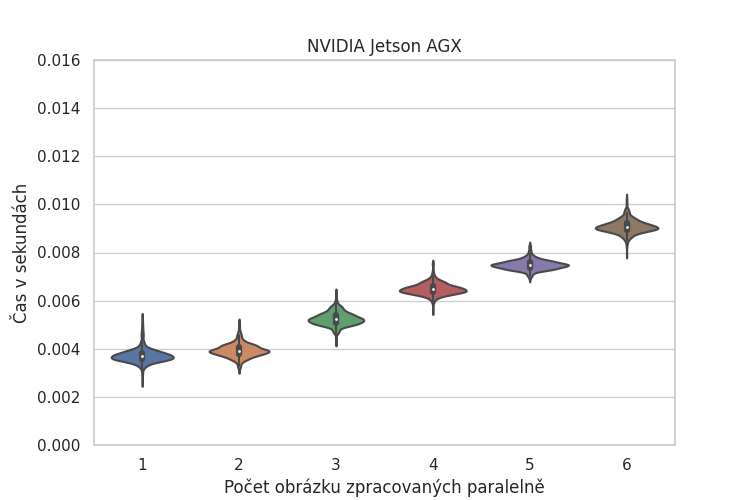 NVIDIA Jetson AGX
0.016
0.014
0.012
0.010
0.008
0.006
0.004
0.002
0.000
Čas v sekundách
1 2 3 4 5 6
Počet obrázku zpracovaných paralelně